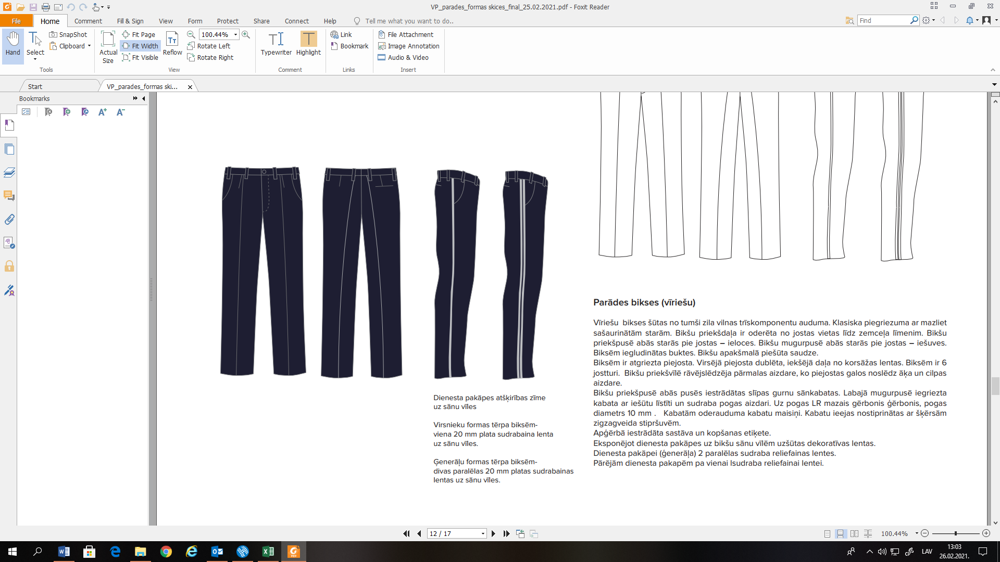 VP_parades_formas skices_final_25.02.2021.pdf - Foxit Reader
File
Home
Comment
Fill & Sign
View
Form
Protect
Share
Connect
Help
Tell me what you want to do..
Find
Hand
Select
SnapShot
Clipboard
Tools
Actual Size
Fit Page
Fit Width
Fit Visible
Reflow
100.44%
Rotate Left
Rotate Right
View
Typewriter
Highlight
Comment
Link
Bookmark
Links
File Attachment
Image Annotation
Audio & Video
Insert
Start
VP_parades_formas ski...
Bookmarks
Dienesta pakāpes atšķirības zīme
uz sānu vīles
Virsnieku formas tērpa biksēm-
viena 20 mm plata sudrabaina lenta
uz sānu vīles.
Ģenerāļu formas tērpa biksēm-
divas paralēlas 20 mm platas sudrabainas
lentas uz sānu vīles.
Parādes bikses (vīriešu)
Vīriešu bikses šūtas no tumši zila vilnas trīskomponentu auduma. Klasiska piegriezuma ar mazliet
sašaurinātām starām. Bikšu priekšdaļa ir oderēta no jostas vietas līdz zemceļa līmenim. Bikšu
priekšpusē abās starās pie jostas – ieloces. Bikšu mugurpusē abās starās pie jostas – iešuves.
Biksēm iegludinātas buktes. Bikšu apakšmalā piešūta saudze.
Biksēm ir atgriezta piejosta. Virsējā piejosta dublēta, iekšējā daļa no korsāžas lentas. Biksēm ir 6
jostturi. Bikšu priekšvīlē rāvējslēdzēja pārmalas aizdare, ko piejostas galos noslēdz āķa un cilpas
aizdare.
Bikšu priekšpusē abās pusēs iestrādātas slīpas gurnu sānkabatas. Labajā mugurpusē iegriezta
kabata ar iešūtu līstīti un sudraba pogas aizdari. Uz pogas LR mazais gērbonis ģērbonis, pogas
diametrs 10 mm . Kabatām oderauduma kabatu maisiņi. Kabatu ieejas nostiprinātas ar šķērsām
zigzagveida stipršuvēm.
Apģērbā iestrādāta sastāva un kopšanas etiķete.
Eksponējot dienesta pakāpes uz bikšu sānu vīlēm uzšūtas dekoratīvas lentas.
Dienesta pakāpei (ģenerāļa) 2 paralēlas sudraba reliefainas lentes.
Pārējām dienesta pakapēm pa vienai lsudraba reliefainai lentei.
12 / 17
100.44%
LAV
13:03
26.02.2021.